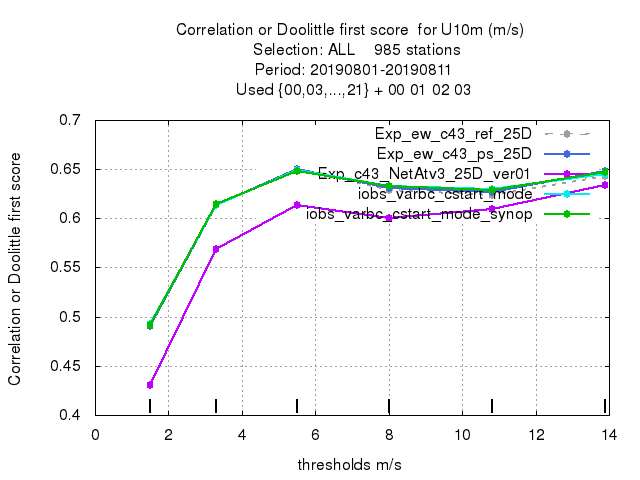 Correlation or Doolittle first score  for U10m (m/s)
Selection: ALL    985 stations
Period: 20190801-20190811
Used {00,03,...,21} + 00 01 02 03
Correlation or Doolittle first score
0.7
0.65
0.6
0.55
0.5
0.45
0.4
Exp_ew_c43_ref_25D
Exp_ew_c43_ps_25D
Exp_c43_NetAtv3_25D_ver01
iobs_varbc_cstart_mode
iobs_varbc_cstart_mode_synop
0 2 4 6 8 10 12 14
thresholds m/s